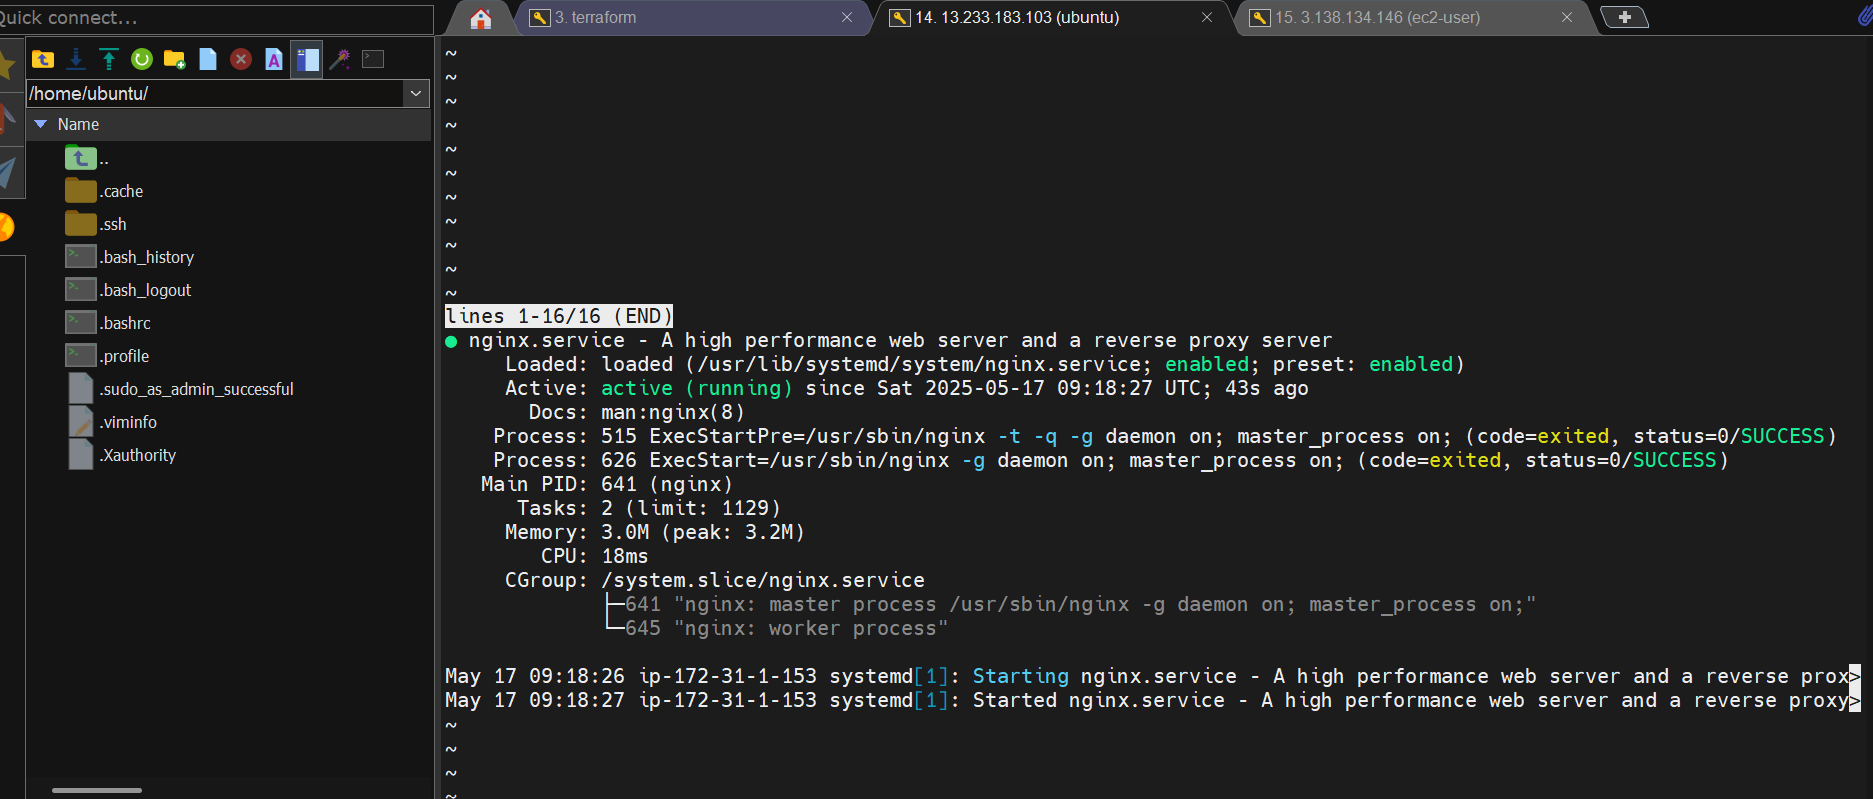 Quick connect...
3. terraform
14. 13.233.183.103 (ubuntu)
15. 3.138.134.146 (ec2-user)
/home/ubuntu/
Name
..
.cache
.ssh
.bash_history
.bash_logout
.bashrc
.profile
.sudo_as_admin_successful
.viminfo
.Xauthority
~
~
~
~
~
~
~
~
~
~
~
lines 1-16/16 (END)
● nginx.service - A high performance web server and a reverse proxy server
Loaded: loaded (/usr/lib/systemd/system/nginx.service; enabled; preset: enabled)
Active: active (running) since Sat 2025-05-17 09:18:27 UTC; 43s ago
Docs: man:nginx(8)
Process: 515 ExecStartPre=/usr/sbin/nginx -t -q -g daemon on; master_process on; (code=exited, status=0/SUCCESS)
Process: 626 ExecStart=/usr/sbin/nginx -g daemon on; master_process on; (code=exited, status=0/SUCCESS)
Main PID: 641 (nginx)
Tasks: 2 (limit: 1129)
Memory: 3.0M (peak: 3.2M)
CPU: 18ms
CGroup: /system.slice/nginx.service
├─641 "nginx: master process /usr/sbin/nginx -g daemon on; master_process on;"
└─645 "nginx: worker process"
May 17 09:18:26 ip-172-31-1-153 systemd[1]: Starting nginx.service - A high performance web server and a reverse prox>
May 17 09:18:27 ip-172-31-1-153 systemd[1]: Started nginx.service - A high performance web server and a reverse proxy>
~
~
~
~